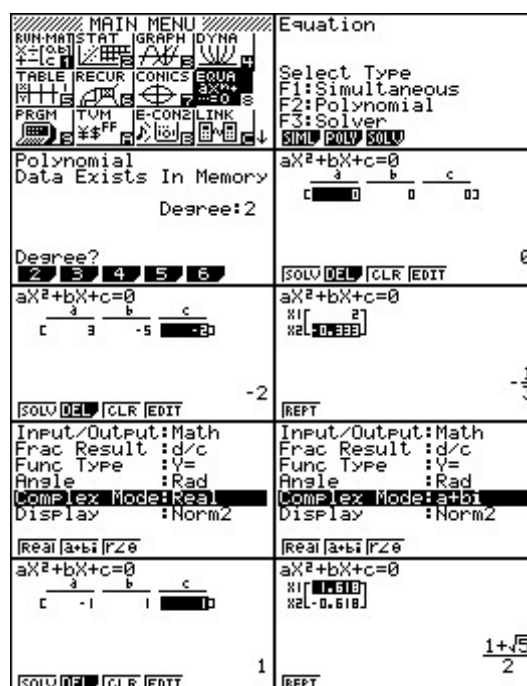 MAIN MENU
RUN·MAT STAT GRAPH DYNA
TABLE RECUR CONICS EQUA
PRGM TVM E-CON2 LINK
Equation
Select Type
F1:Simultaneous
F2:Polynomial
F3:Solver
SIML POLY SOLV
Polynomial
Data Exists In Memory
Degree:2
Degree?
2 3 4 5 6
aX²+bX+c=0
a b c
0 0 0
0
SOLV DEL CLR EDIT
aX²+bX+c=0
a b c
3 -5 -2
-2
SOLV DEL CLR EDIT
aX²+bX+c=0
X1 2
X2 -0.333
REPT
Input/Output:Math
Frac Result :d/c
Func Type :Y=
Angle :Rad
Complex Mode:Real
Display :Norm2
Real a+bi r∠θ
Input/Output:Math
Frac Result :d/c
Func Type :Y=
Angle :Rad
Complex Mode:a+bi
Display :Norm2
Real a+bi r∠θ
aX²+bX+c=0
a b c
-1 1 1
1
SOLV DEL CLR EDIT
aX²+bX+c=0
X1 1.618
X2 -0.618
1+√5
2
REPT